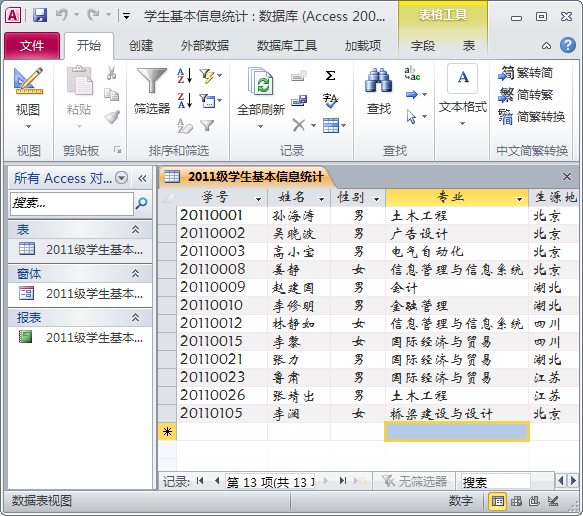 学生基本信息统计 : 数据库 (Access 200...
表格工具
文件
开始
创建
外部数据
数据库工具
加载项
字段
表
视图
粘贴
筛选器
全部刷新
查找
文本格式
繁转简
简转繁
简繁转换
视图
剪贴板
排序和筛选
记录
查找
中文简繁转换
所有 Access 对...
搜索...
表
2011级学生基本...
窗体
2011级学生基本...
报表
2011级学生基本...
2011级学生基本信息统计
学号 姓名 性别 专业 生源地
20110001 孙海涛 男 土木工程 北京
20110002 吴晓波 男 广告设计 北京
20110003 高小宝 男 电气自动化 北京
20110008 姜静 女 信息管理与信息系统 北京
20110009 赵建国 男 会计 湖北
20110010 李修明 男 金融管理 湖北
20110012 林静如 女 信息管理与信息系统 四川
20110015 李黎 女 国际经济与贸易 四川
20110021 张力 男 国际经济与贸易 湖北
20110023 鲁肃 男 国际经济与贸易 江苏
20110026 张靖出 男 土木工程 江苏
20110105 李澜 女 桥梁建设与设计 北京
记录: 第 13 项(共 13 项 无筛选器 搜索
数据表视图
数字